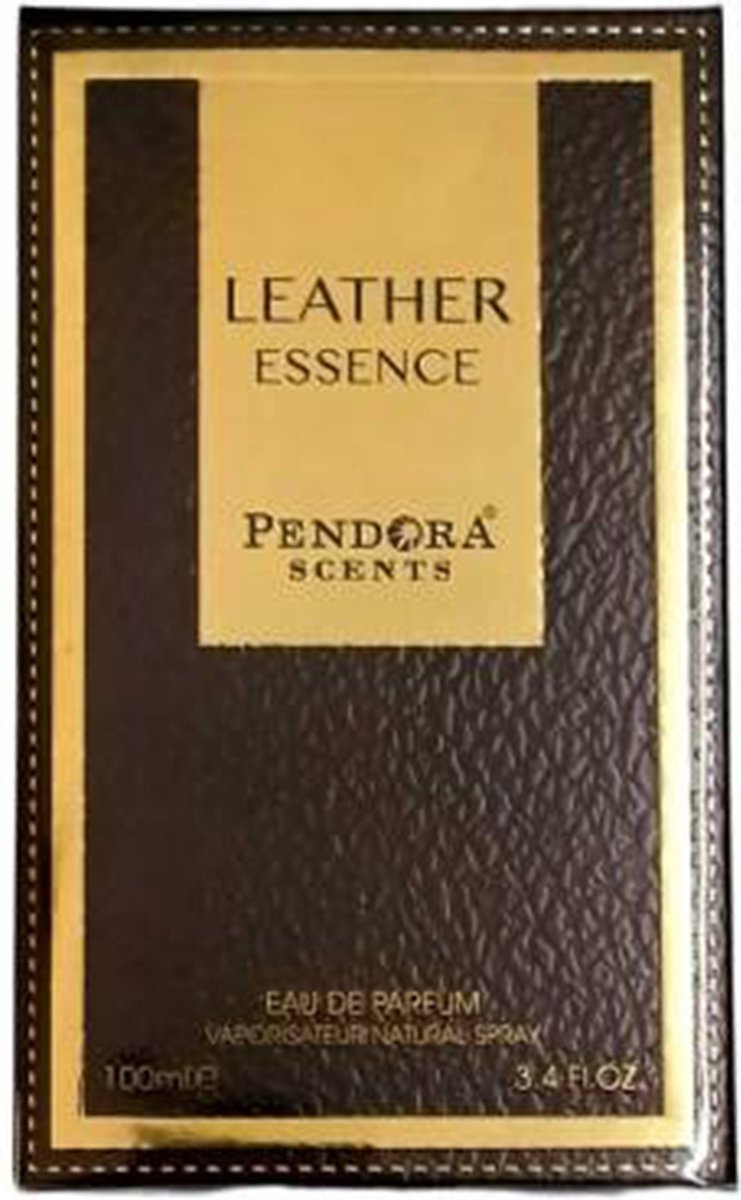 LEATHER
ESSENCE
PENDORA®
SCENTS
EAU DE PARFUM
VAPORISATEUR NATURAL SPRAY
100ml℮ 3.4 FL.OZ.